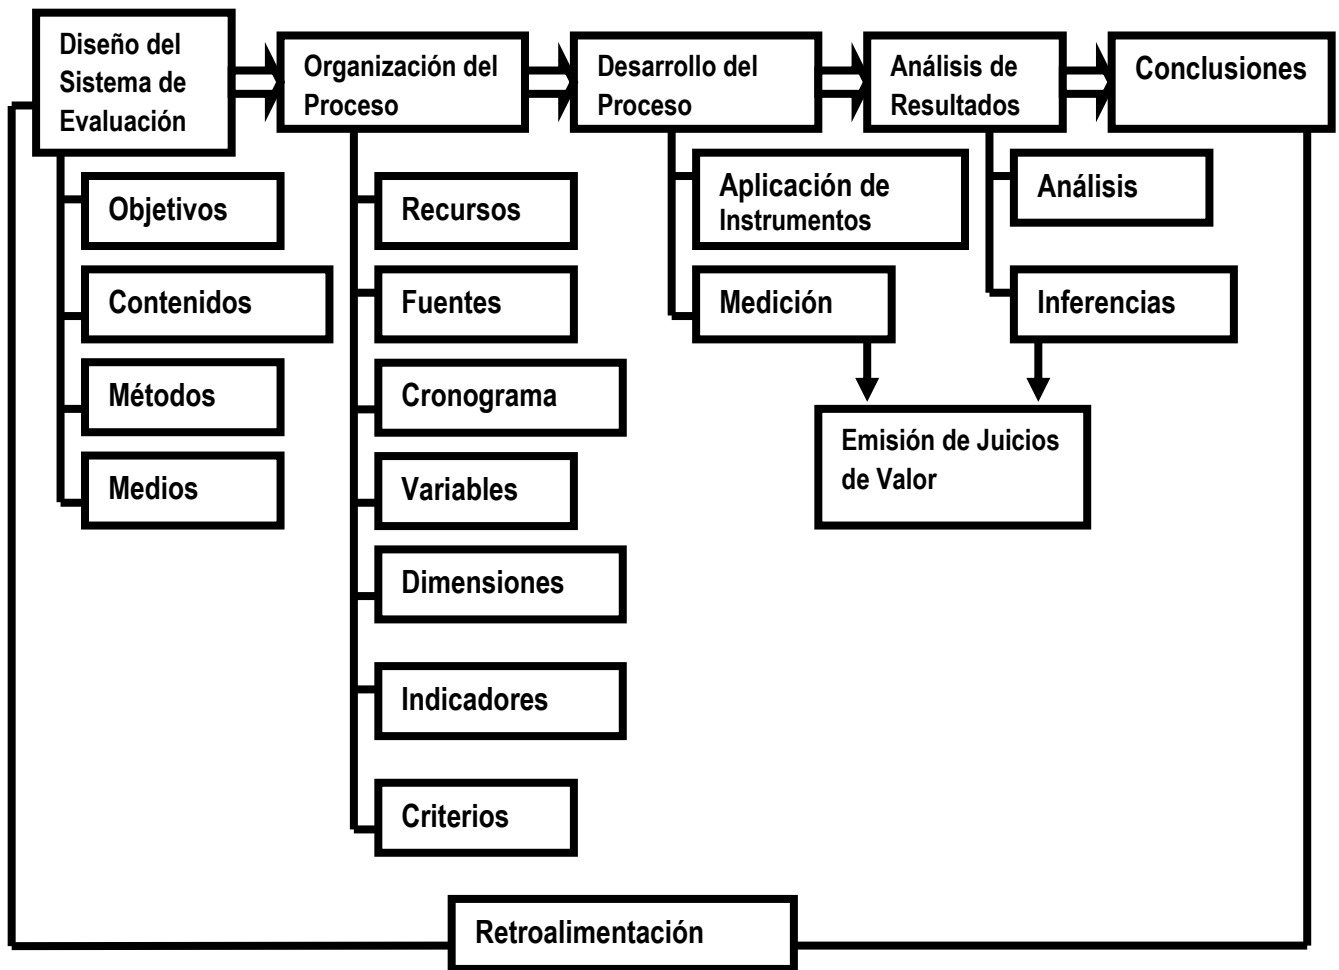 Diseño del
Sistema de
Evaluación
Organización del
Proceso
Desarrollo del
Proceso
Análisis de
Resultados
Conclusiones
Objetivos
Contenidos
Métodos
Medios
Recursos
Fuentes
Cronograma
Variables
Dimensiones
Indicadores
Criterios
Aplicación de
Instrumentos
Medición
Análisis
Inferencias
Emisión de Juicios
de Valor
Retroalimentación